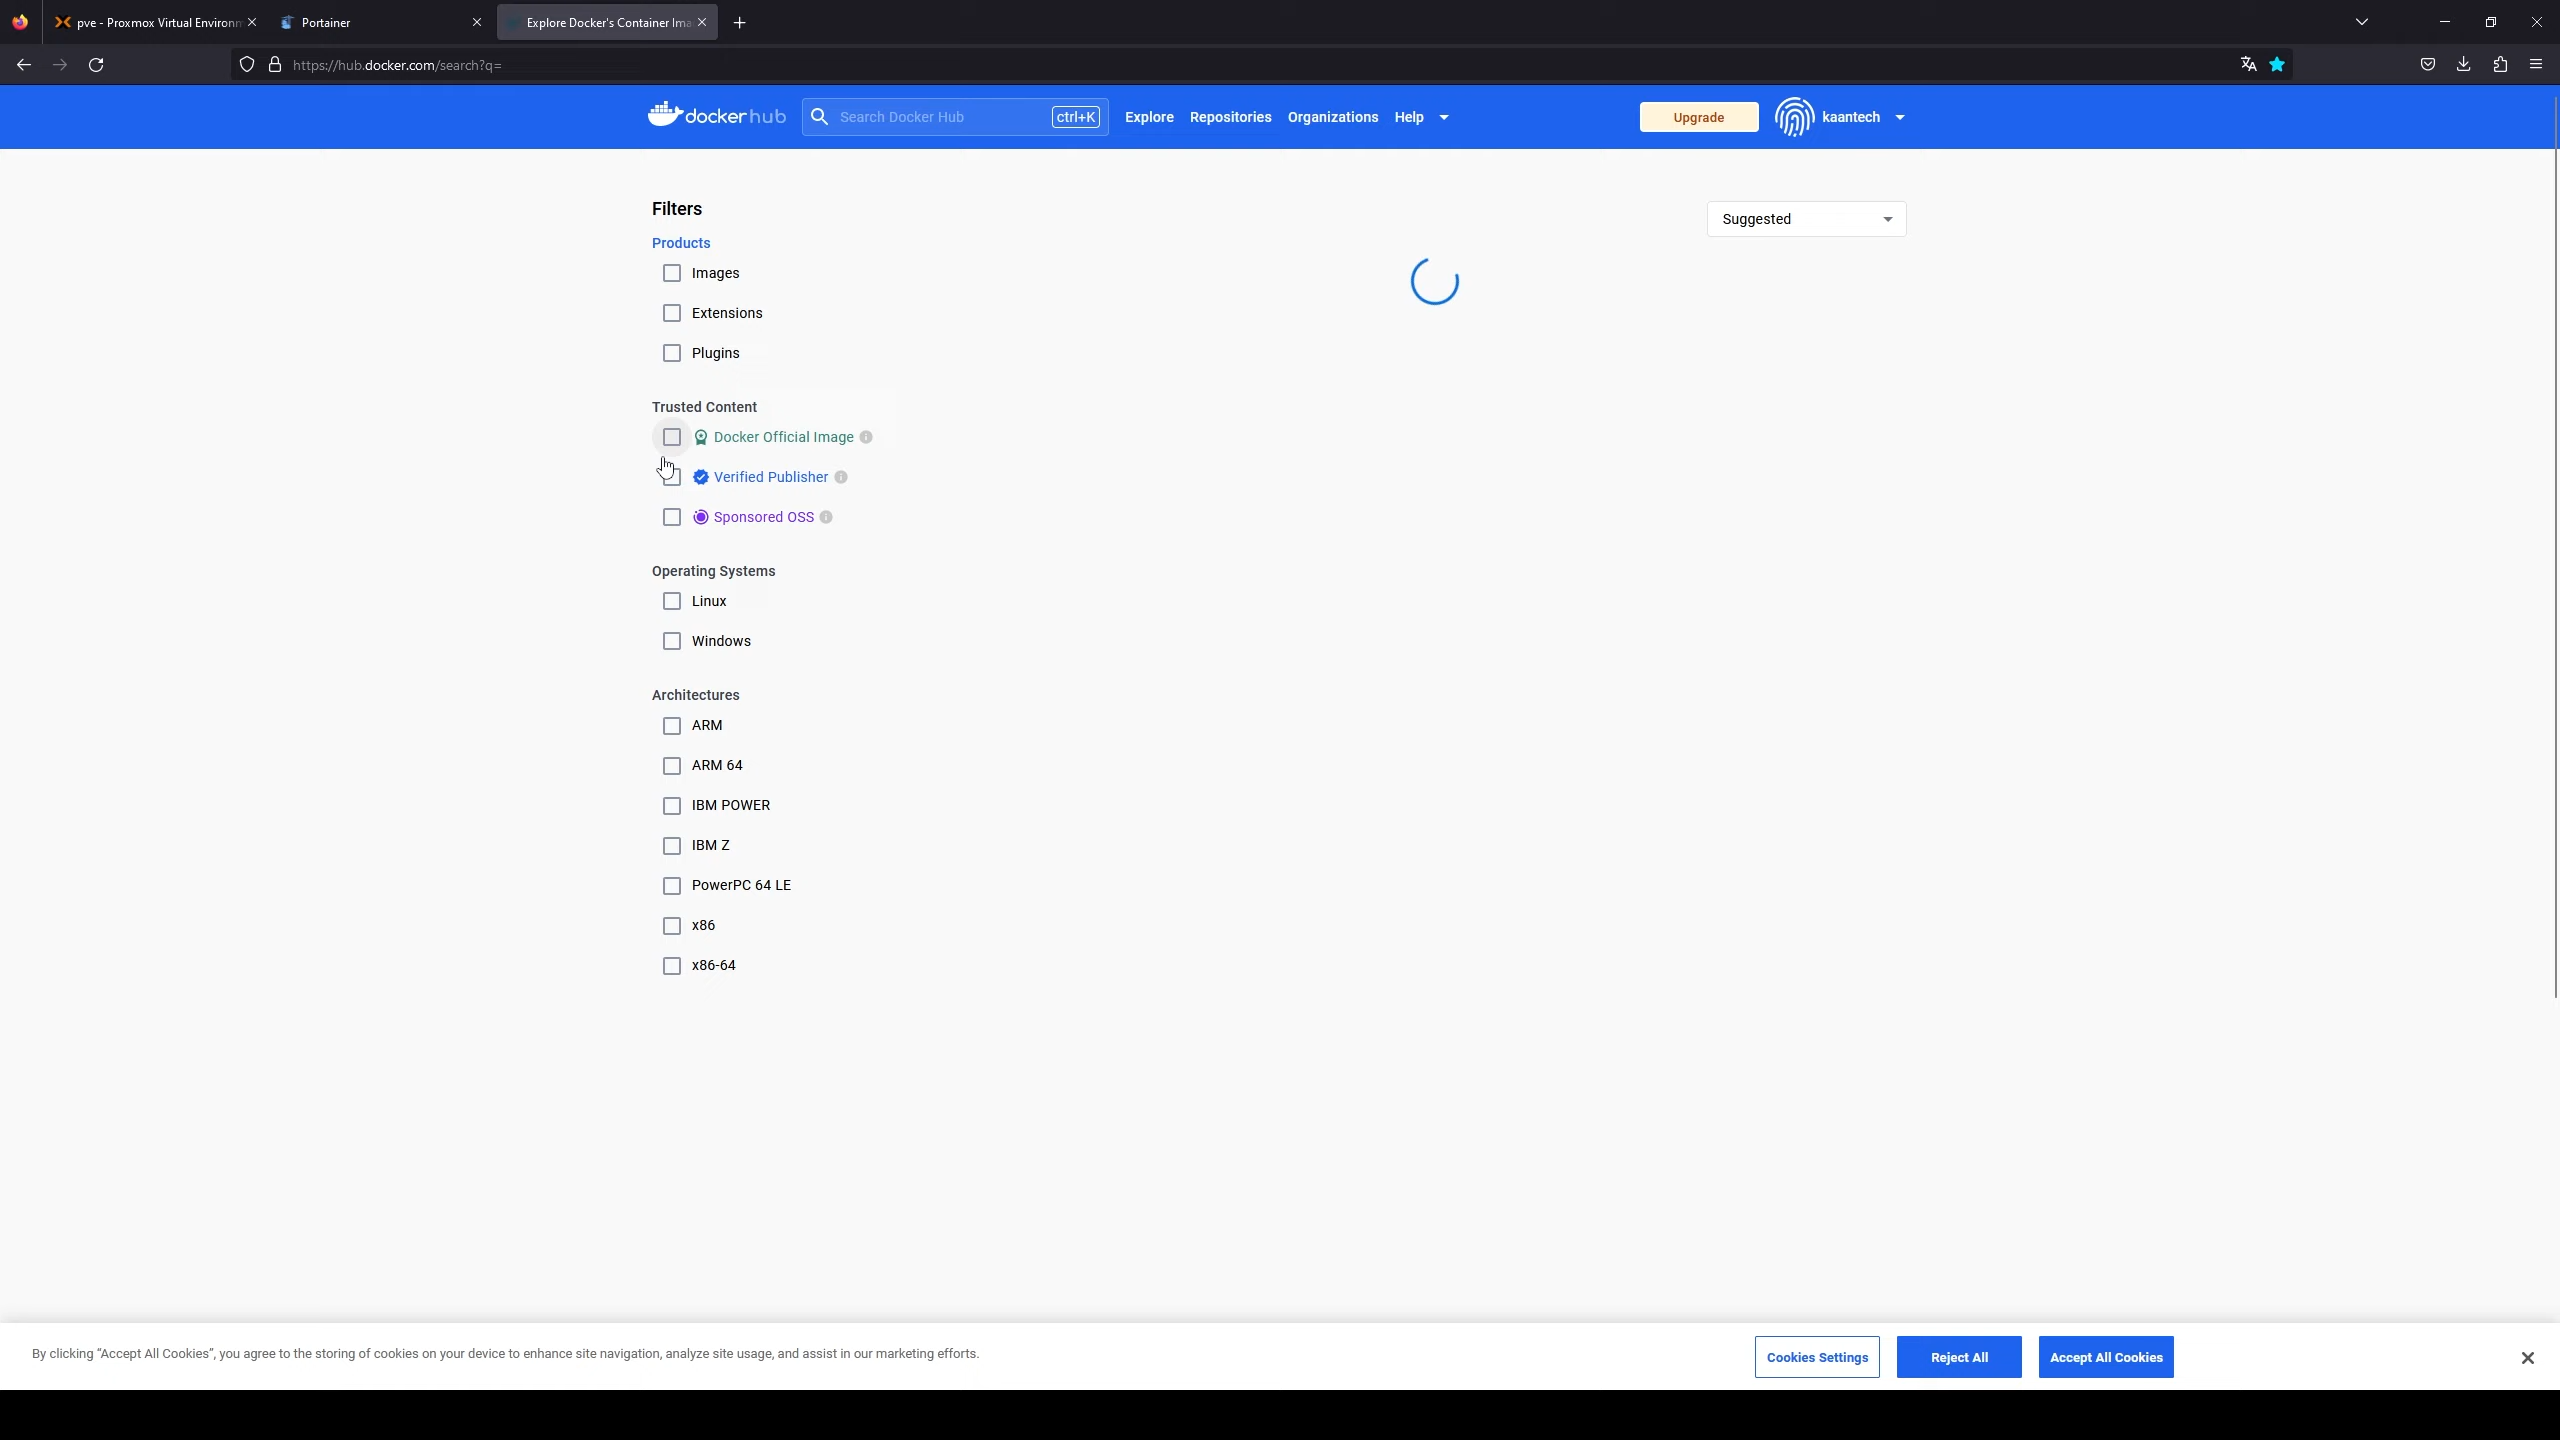 pve - Proxmox Virtual Environm
Portainer
Explore Docker's Container Ima
https://hub.docker.com/search?q=
dockerhub
Search Docker Hub
ctrl+K
Explore
Repositories
Organizations
Help
Upgrade
kaantech
Filters
Suggested
Products
Images
Extensions
Plugins
Trusted Content
Docker Official Image
Verified Publisher
Sponsored OSS
Operating Systems
Linux
Windows
Architectures
ARM
ARM 64
IBM POWER
IBM Z
PowerPC 64 LE
x86
x86-64
By clicking “Accept All Cookies”, you agree to the storing of cookies on your device to enhance site navigation, analyze site usage, and assist in our marketing efforts.
Cookies Settings
Reject All
Accept All Cookies